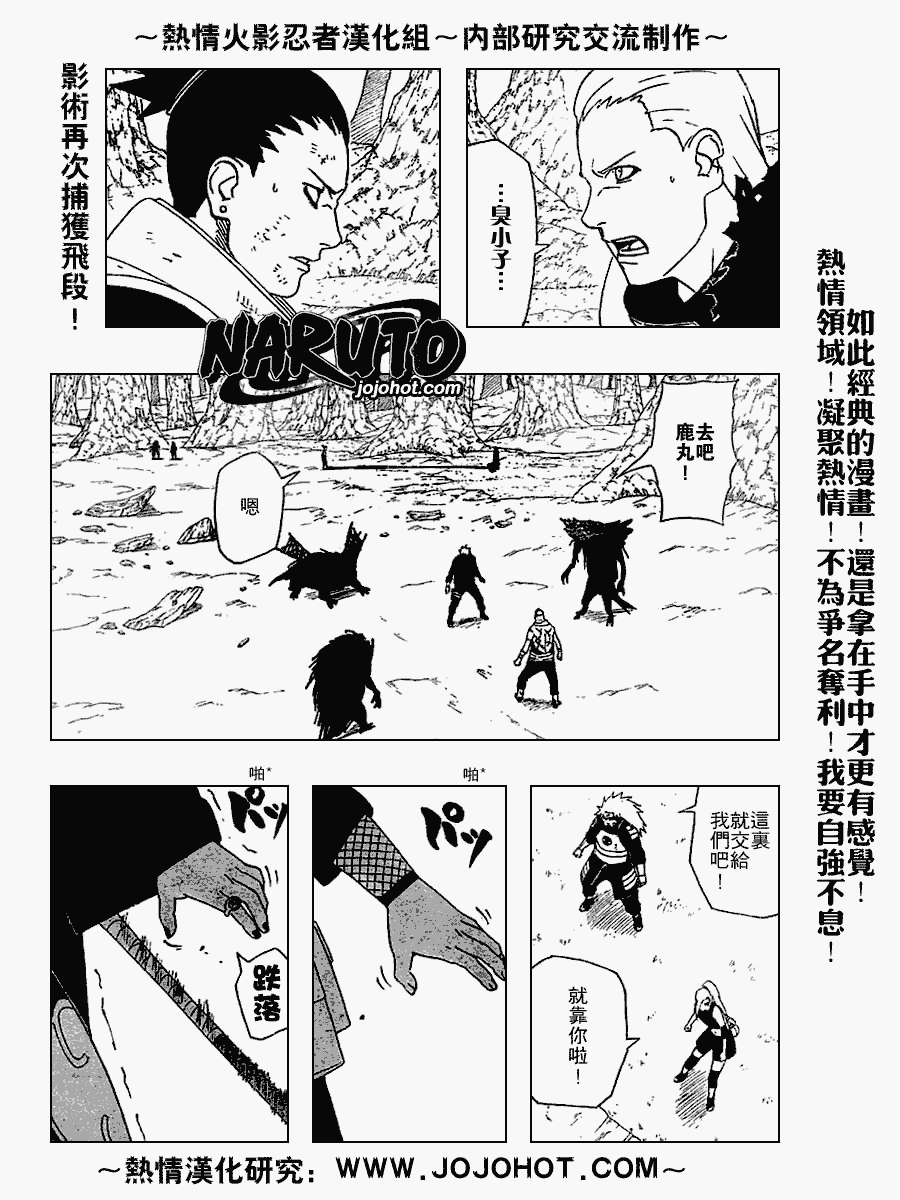 ～熱情火影忍者漢化組～内部研究交流制作～
影術再次捕獲飛段！
…臭小子…
NARUTO
jojohot.com
去吧
鹿丸！
嗯
如此經典的漫畫！還是拿在手中才更有感覺！
熱情領域！凝聚熱情！不為爭名奪利！我要自強不息！
這裏
就交給
我們吧！
就靠你啦！
啪*
パッ
啪*
パッ
跌落
～熱情漢化研究：WWW.JOJOHOT.COM～